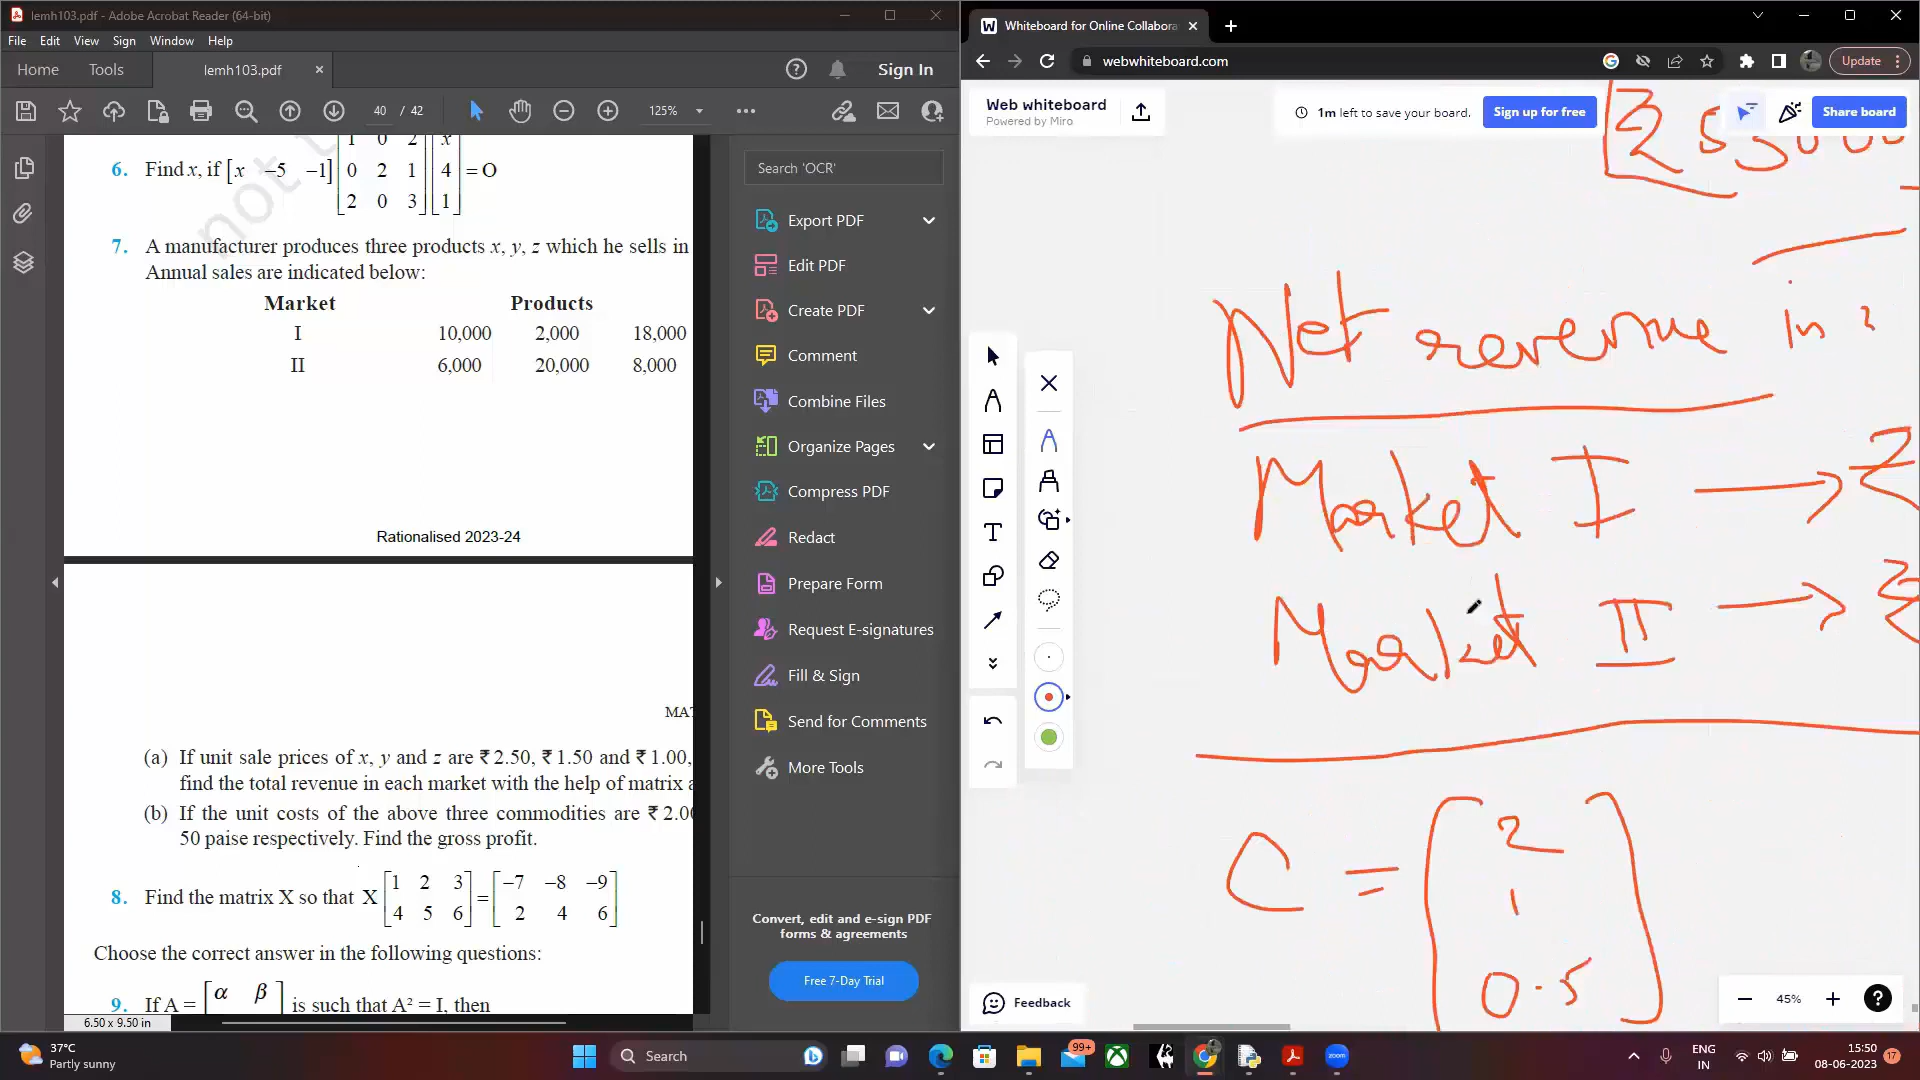 lemh103.pdf - Adobe Acrobat Reader (64-bit)
File Edit View Sign Window Help
Home Tools lemh103.pdf × Sign In
40 / 42 125%
not
6. Find x, if [x −5 −1] [1 0 2
0 2 1
2 0 3] [x
4
1] = O
7. A manufacturer produces three products x, y, z which he sells in
Annual sales are indicated below:
Market Products
I 10,000 2,000 18,000
II 6,000 20,000 8,000
Rationalised 2023-24
MAT
(a) If unit sale prices of x, y and z are ₹ 2.50, ₹ 1.50 and ₹ 1.00,
find the total revenue in each market with the help of matrix a
(b) If the unit costs of the above three commodities are ₹ 2.00
50 paise respectively. Find the gross profit.
8. Find the matrix X so that X [1 2 3
4 5 6] = [−7 −8 −9
2 4 6]
Choose the correct answer in the following questions:
9. If A = [α β is such that A² = I, then
6.50 x 9.50 in
Search 'OCR'
Export PDF
Edit PDF
Create PDF
Comment
Combine Files
Organize Pages
Compress PDF
Redact
Prepare Form
Request E-signatures
Fill & Sign
Send for Comments
More Tools
Convert, edit and e-sign PDF
forms & agreements
Free 7-Day Trial
Whiteboard for Online Collabora
webwhiteboard.com
Update
Web whiteboard
Powered by Miro
1m left to save your board. Sign up for free Share board
Net revenue in
Market I → ₹
Market II → ₹
C = [2
1
0.5]
Feedback
45%
37°C
Partly sunny
Search
99+
zoom
ENG
IN
15:50
08-06-2023
17